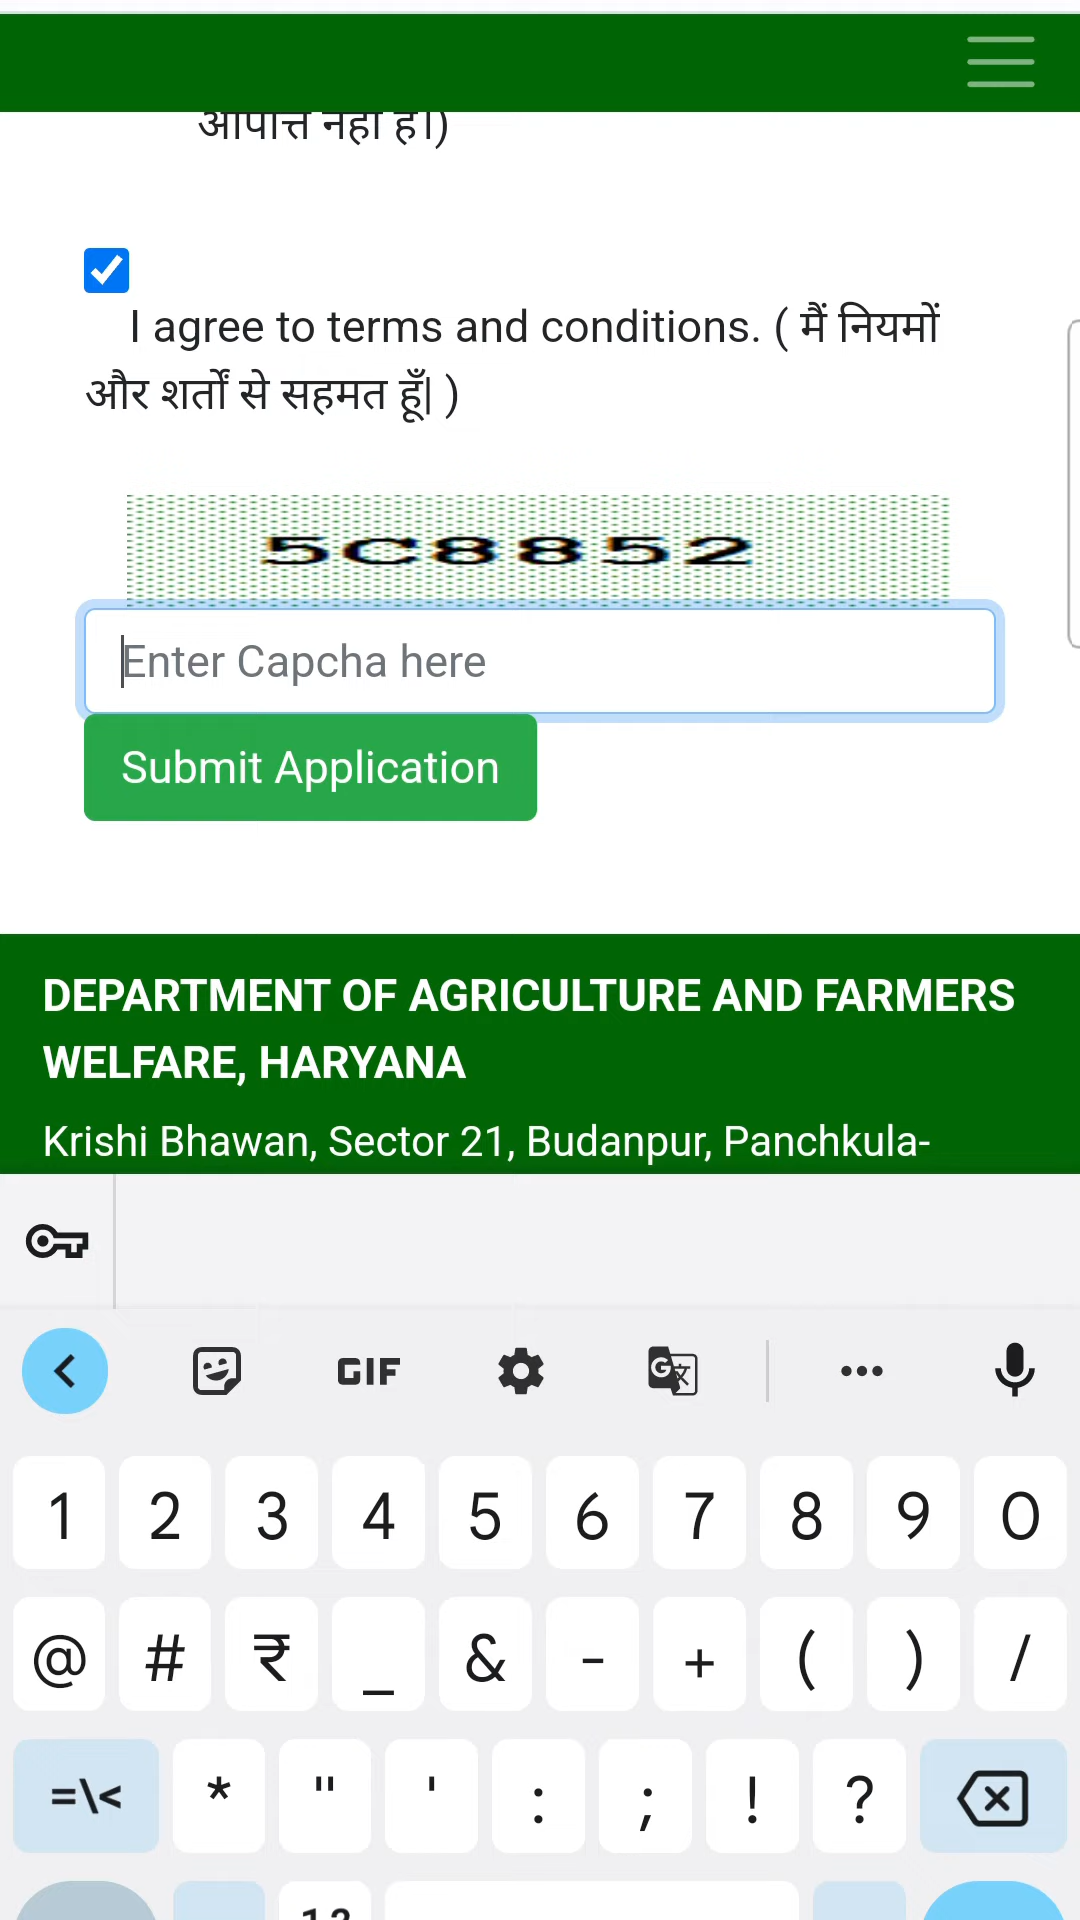 आपत्ति नहीं है।)
I agree to terms and conditions. ( मैं नियमों
और शर्तों से सहमत हूँ| )
5C8852
Enter Capcha here
Submit Application
DEPARTMENT OF AGRICULTURE AND FARMERS
WELFARE, HARYANA
Krishi Bhawan, Sector 21, Budanpur, Panchkula-
GIF
1 2 3 4 5 6 7 8 9 0
@ # ₹ _ & - + ( ) /
=\< * " ' : ; ! ?
1 2